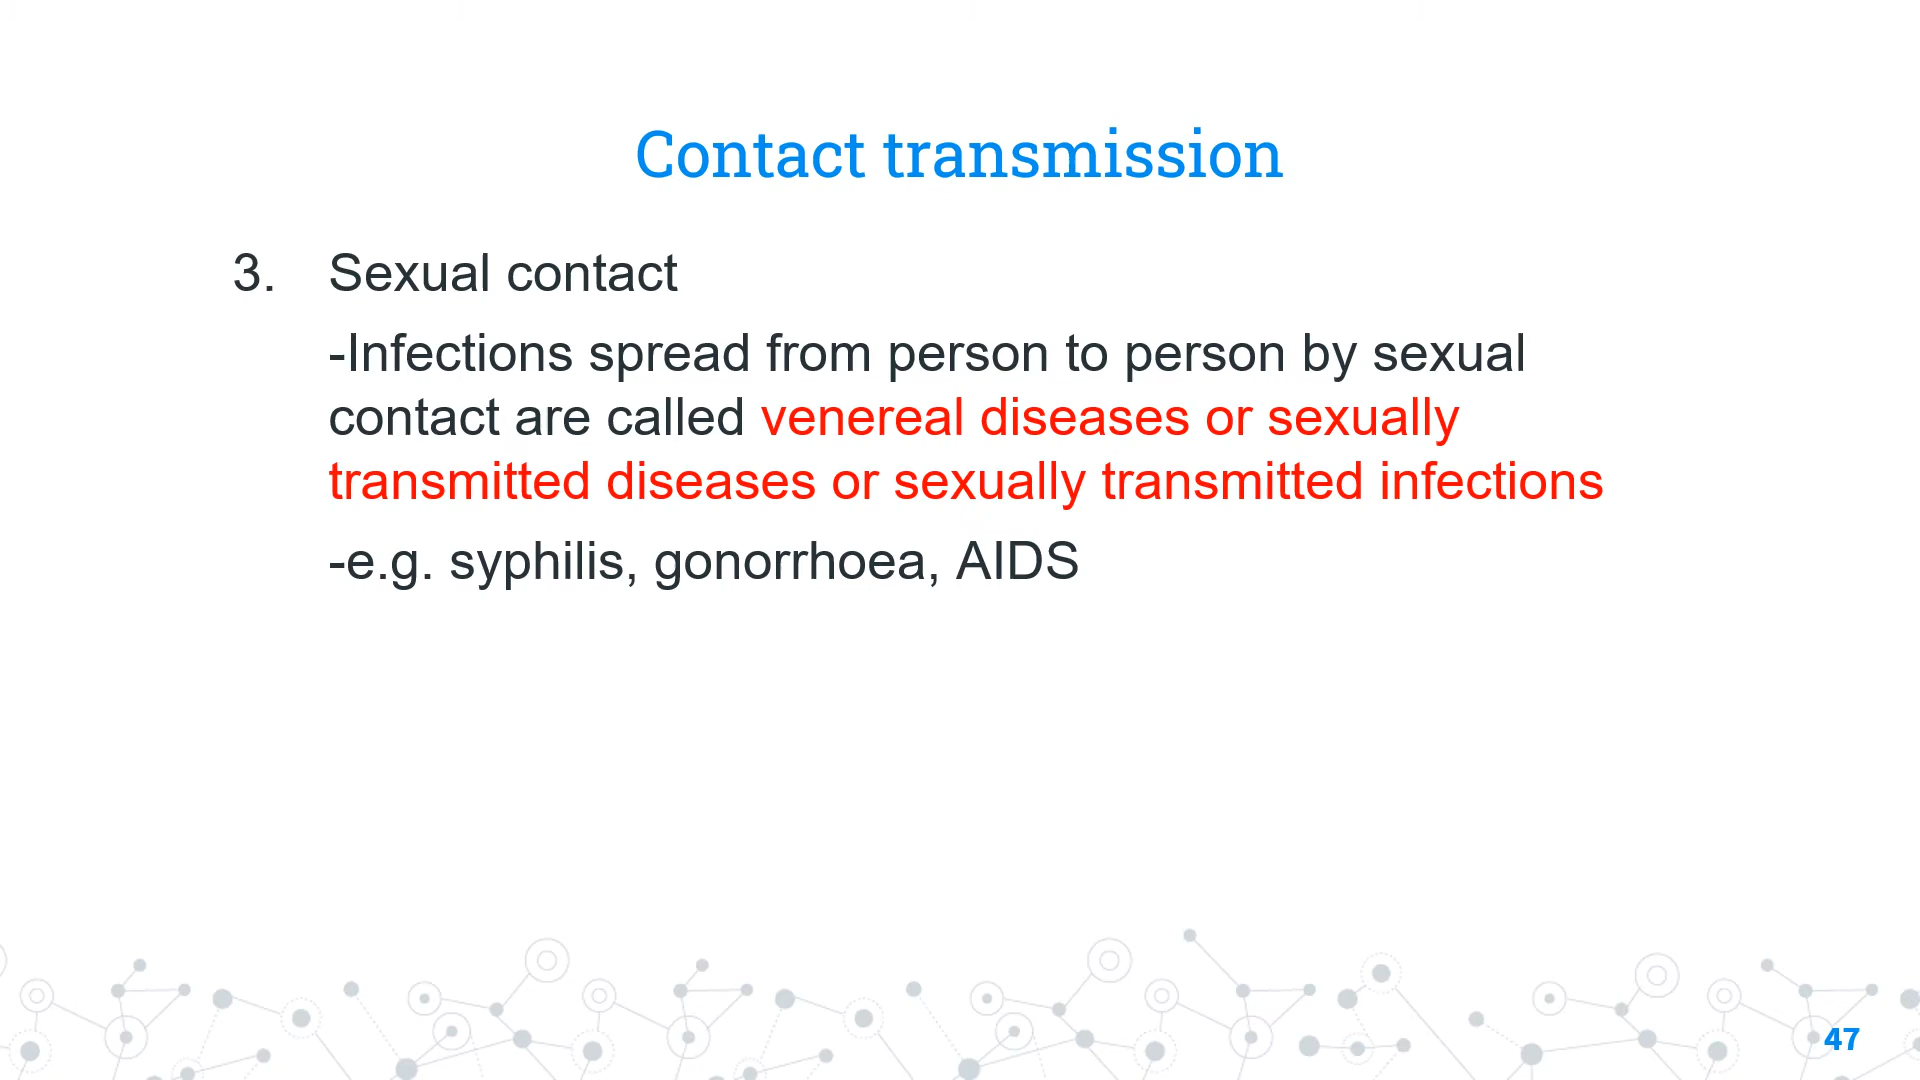 Contact transmission
3. Sexual contact
-Infections spread from person to person by sexual
contact are called venereal diseases or sexually
transmitted diseases or sexually transmitted infections
-e.g. syphilis, gonorrhoea, AIDS
47